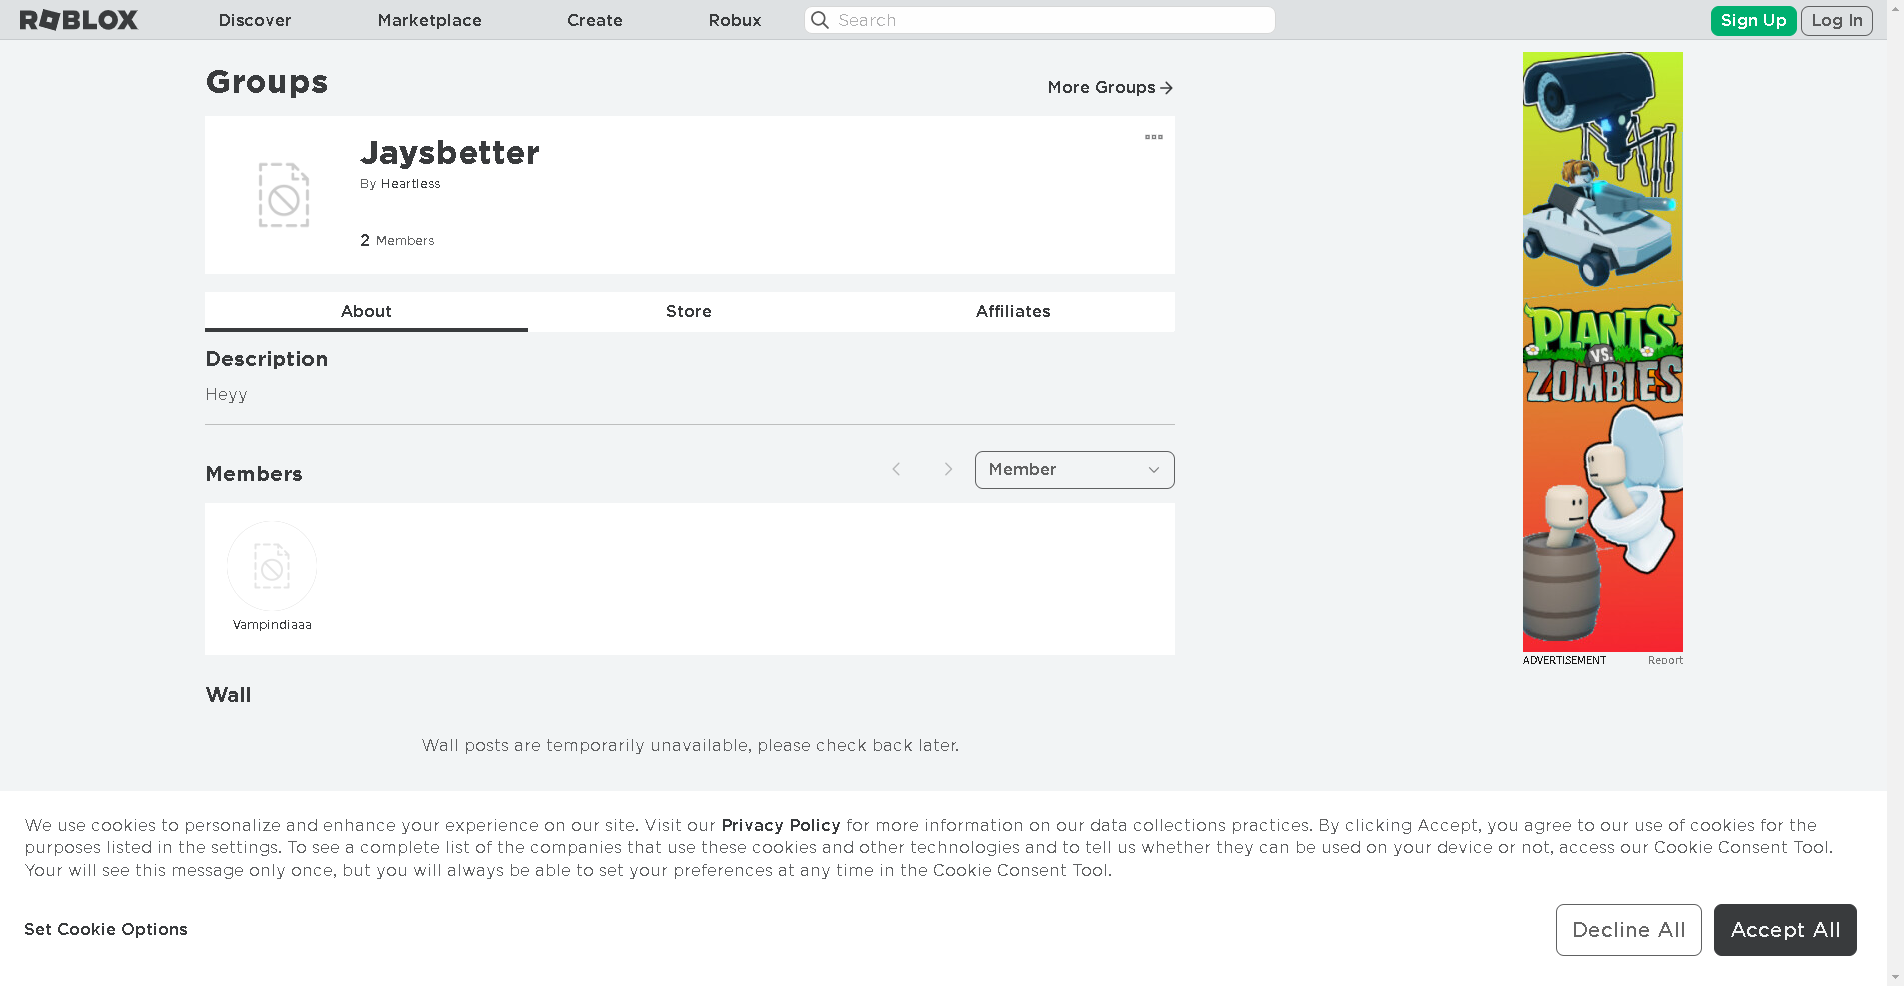 ROBLOX Discover Marketplace Create Robux Search Sign Up Log In
Groups
More Groups
Jaysbetter
By Heartless
2 Members
About Store Affiliates
Description
Heyy
Members
Member
Vampindiaaa
Wall
Wall posts are temporarily unavailable, please check back later.
PLANTS
VS.
ZOMBIES
ADVERTISEMENT Report
We use cookies to personalize and enhance your experience on our site. Visit our Privacy Policy for more information on our data collections practices. By clicking Accept, you agree to our use of cookies for the
purposes listed in the settings. To see a complete list of the companies that use these cookies and other technologies and to tell us whether they can be used on your device or not, access our Cookie Consent Tool.
Your will see this message only once, but you will always be able to set your preferences at any time in the Cookie Consent Tool.
Set Cookie Options
Decline All
Accept All